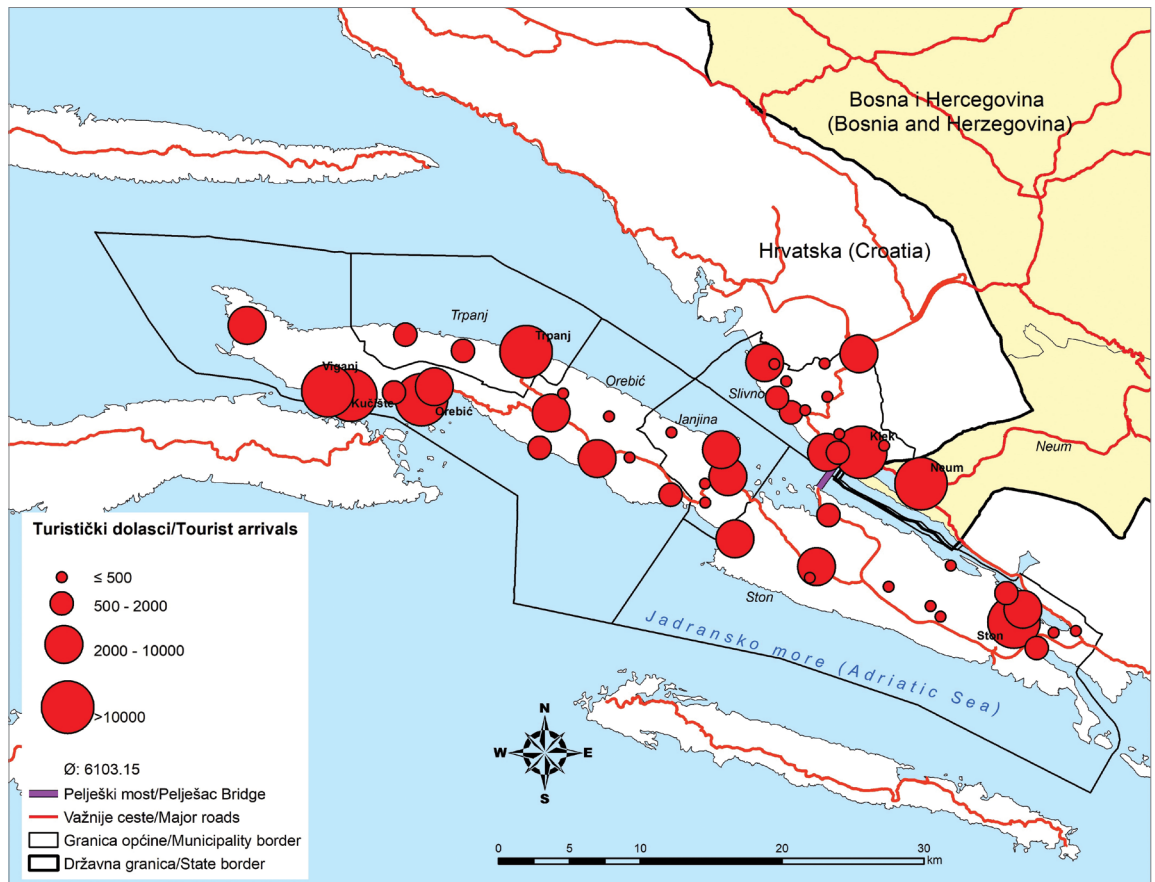 Bosna i Hercegovina
(Bosnia and Herzegovina)
Hrvatska (Croatia)
Trpanj
Trpanj
Viganj
Kučište
Orebić
Orebić
Janjina
Slivno
Klek
Neum
Neum
Ston
Ston
Jadransko more (Adriatic Sea)
Turistički dolasci/Tourist arrivals
≤ 500
500 - 2000
2000 - 10000
>10000
Ø: 6103.15
Pelješki most/Pelješac Bridge
Važnije ceste/Major roads
Granica općine/Municipality border
Državna granica/State border
N
W E
S
0 5 10 20 30
km